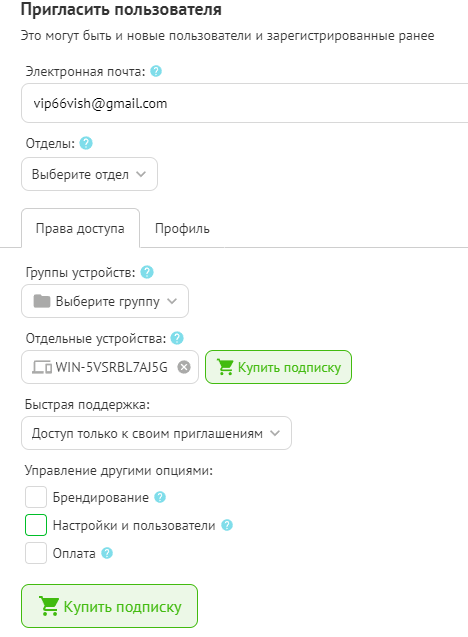 Пригласить пользователя
Это могут быть и новые пользователи и зарегистрированные ранее
Электронная почта: ?
vip66vish@gmail.com
Отделы: ?
Выберите отдел
Права доступа Профиль
Группы устройств: ?
Выберите группу
Отдельные устройства: ?
WIN-5VSRBL7AJ5G Купить подписку
Быстрая поддержка:
Доступ только к своим приглашениям
Управление другими опциями:
Брендирование ?
Настройки и пользователи ?
Оплата ?
Купить подписку